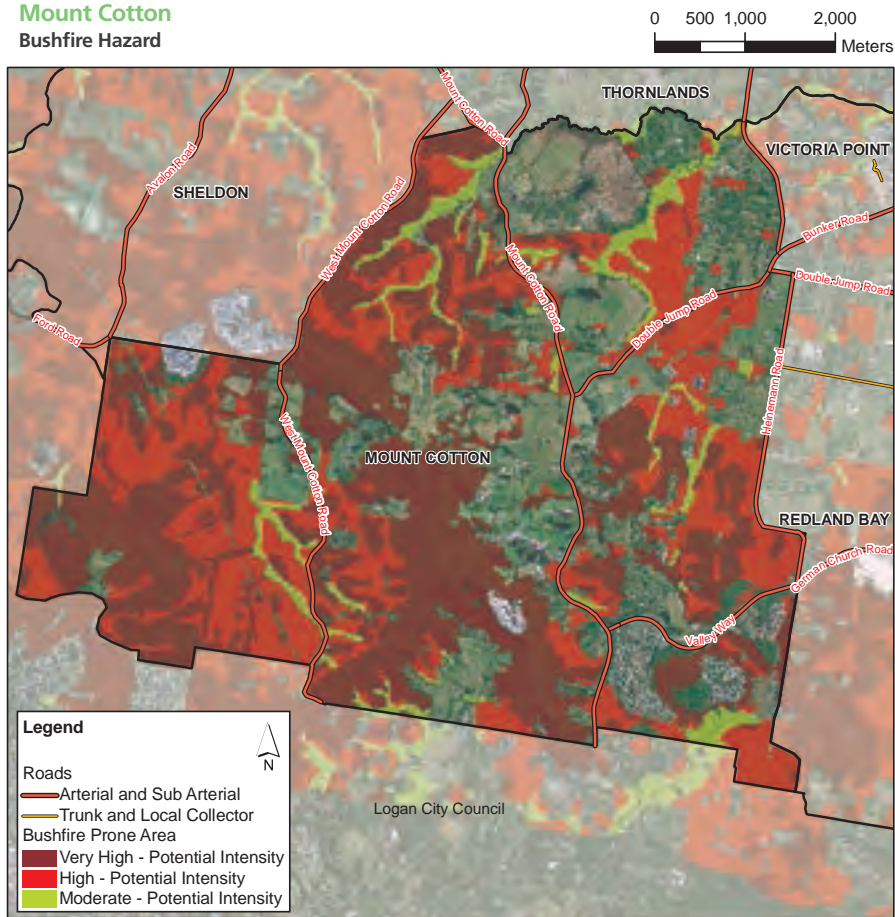 Mount Cotton
Bushfire Hazard
0 500 1,000 2,000
Meters
THORNLANDS
Mount Cotton Road
VICTORIA POINT
Avalon Road
SHELDON
West Mount Cotton Road
Bunker Road
Mount Cotton Road
Double Jump Road
Double Jump Road
Ford Road
Heinemann Road
West Mount Cotton Road
MOUNT COTTON
REDLAND BAY
German Church Road
Valley Way
Legend
N
Roads
Arterial and Sub Arterial
Trunk and Local Collector
Bushfire Prone Area
Very High - Potential Intensity
High - Potential Intensity
Moderate - Potential Intensity
Logan City Council